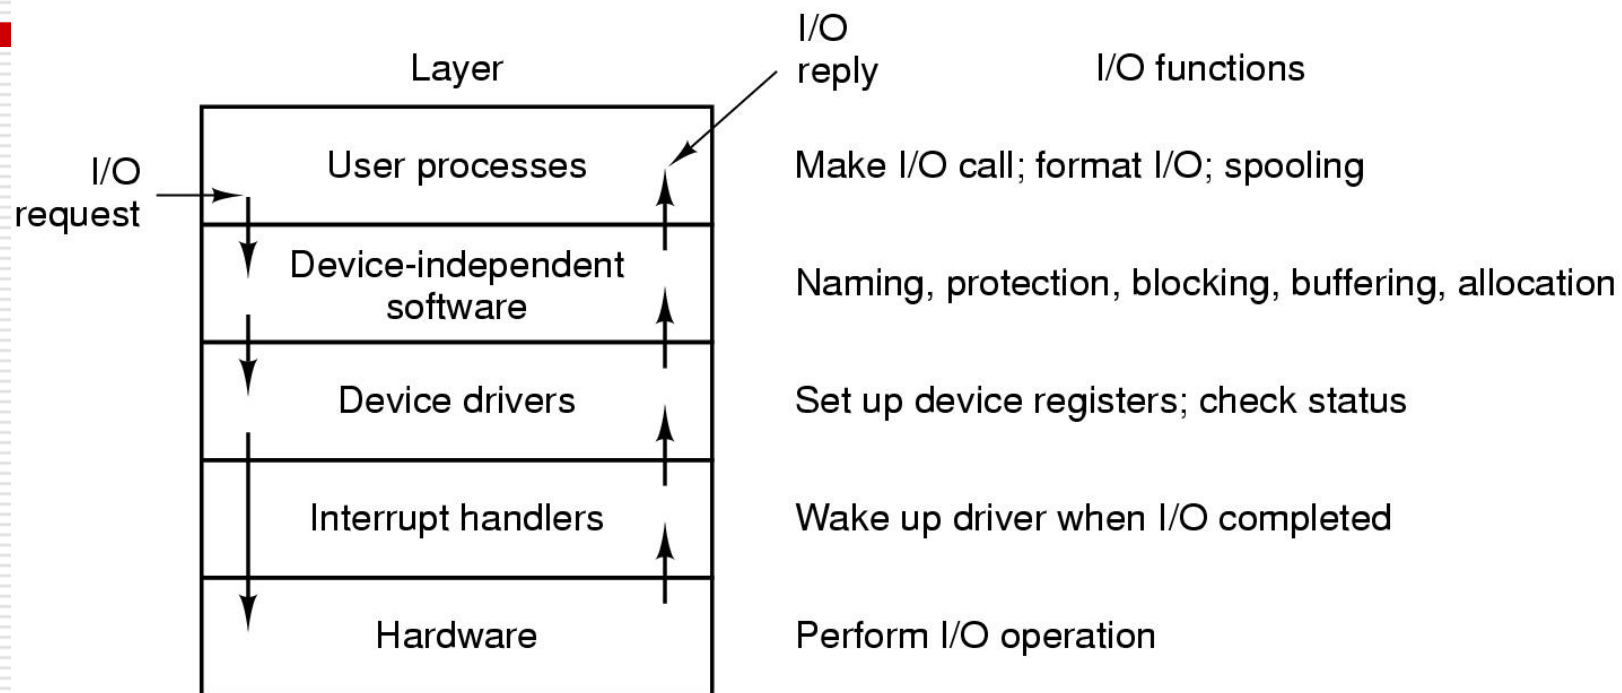 I/O
reply
Layer
I/O functions
I/O
request
User processes
Make I/O call; format I/O; spooling
Device-independent
software
Naming, protection, blocking, buffering, allocation
Device drivers
Set up device registers; check status
Interrupt handlers
Wake up driver when I/O completed
Hardware
Perform I/O operation